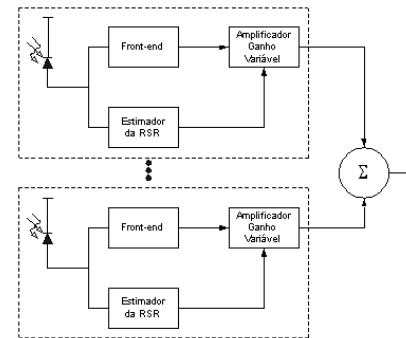 Front-end
Amplificador
Ganho
Variável
Estimador
da RSR
Σ
Front-end
Amplificador
Ganho
Variável
Estimador
da RSR